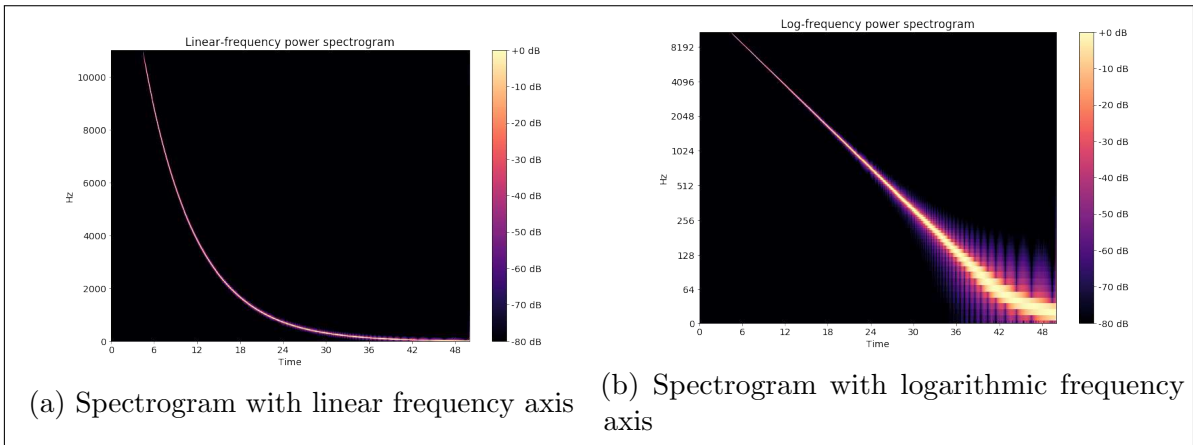 Linear-frequency power spectrogram
10000
8000
6000
4000
2000
0
Hz
0 6 12 18 24 30 36 42 48
Time
+0 dB
-10 dB
-20 dB
-30 dB
-40 dB
-50 dB
-60 dB
-70 dB
-80 dB
(a) Spectrogram with linear frequency axis
Log-frequency power spectrogram
8192
4096
2048
1024
512
256
128
64
0
Hz
0 6 12 18 24 30 36 42 48
Time
+0 dB
-10 dB
-20 dB
-30 dB
-40 dB
-50 dB
-60 dB
-70 dB
-80 dB
(b) Spectrogram with logarithmic frequency
axis